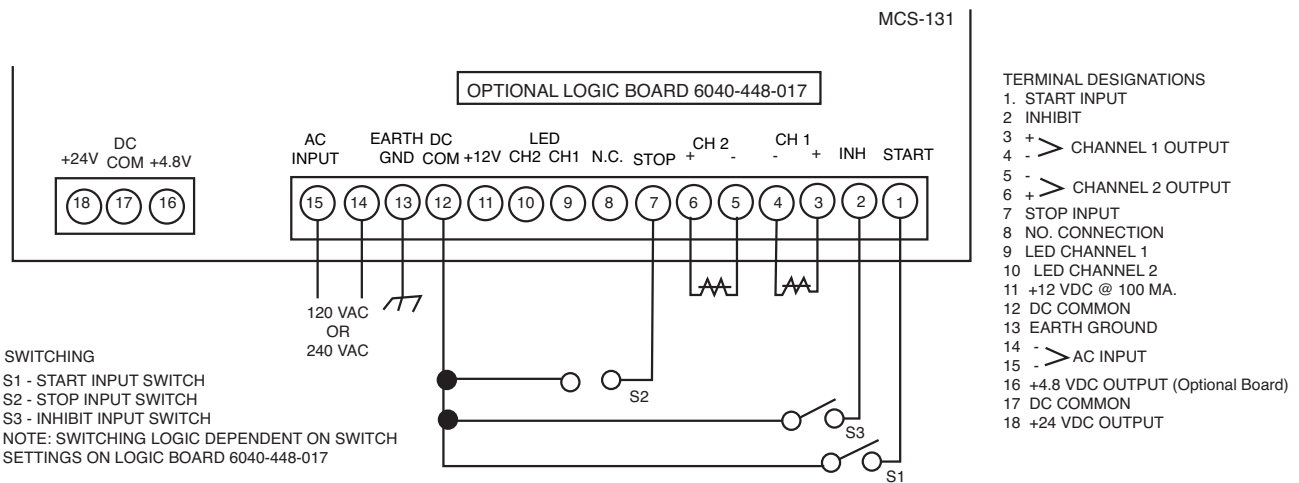 MCS-131
OPTIONAL LOGIC BOARD 6040-448-017
+24V DC COM +4.8V
18 17 16
AC INPUT EARTH GND DC COM +12V LED CH2 CH1 N.C. STOP + CH 2 - - CH 1 + INH START
15 14 13 12 11 10 9 8 7 6 5 4 3 2 1
120 VAC
OR
240 VAC
S2
S3
S1
SWITCHING
S1 - START INPUT SWITCH
S2 - STOP INPUT SWITCH
S3 - INHIBIT INPUT SWITCH
NOTE: SWITCHING LOGIC DEPENDENT ON SWITCH
SETTINGS ON LOGIC BOARD 6040-448-017
TERMINAL DESIGNATIONS
1. START INPUT
2 INHIBIT
3 +
4 -
CHANNEL 1 OUTPUT
5 -
6 +
CHANNEL 2 OUTPUT
7 STOP INPUT
8 NO. CONNECTION
9 LED CHANNEL 1
10 LED CHANNEL 2
11 +12 VDC @ 100 MA.
12 DC COMMON
13 EARTH GROUND
14 -
15 -
AC INPUT
16 +4.8 VDC OUTPUT (Optional Board)
17 DC COMMON
18 +24 VDC OUTPUT